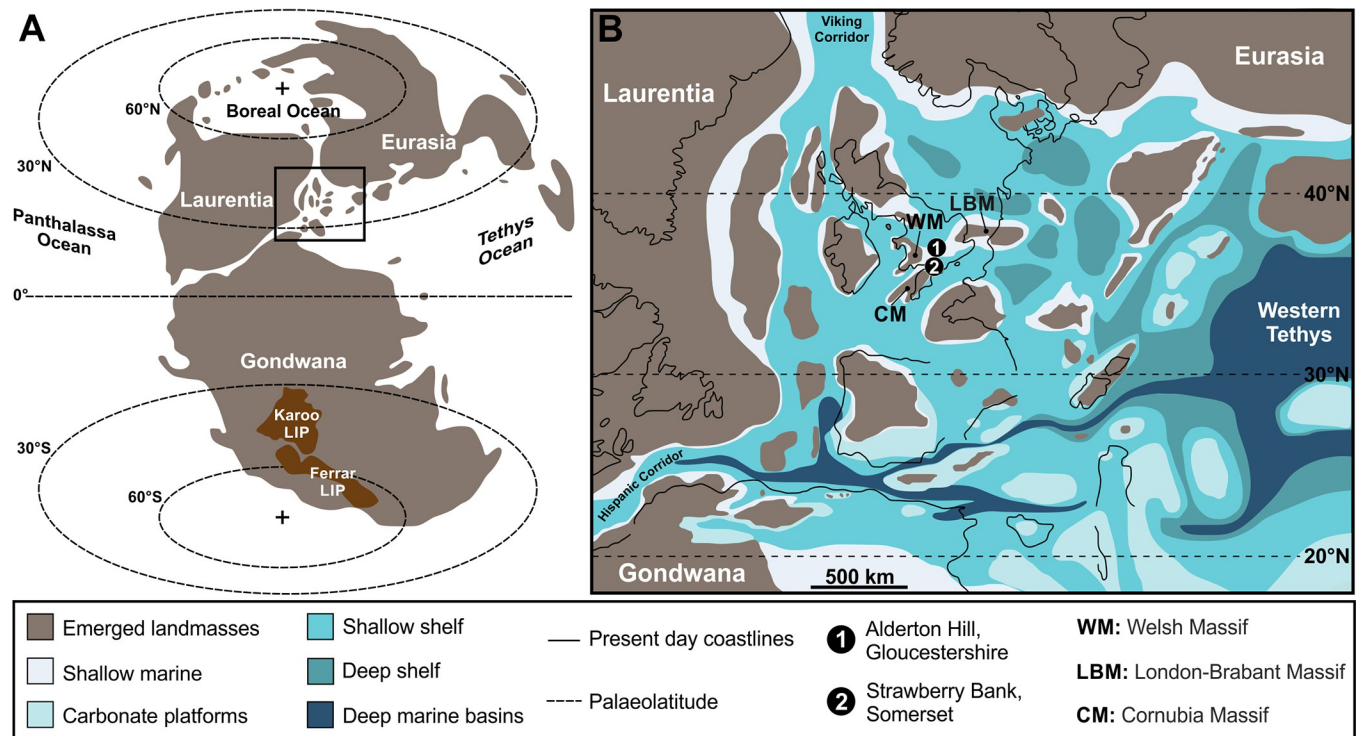 A
60°N
Boreal Ocean
30°N
Eurasia
Laurentia
Panthalassa
Ocean
Tethys
Ocean
0°
Gondwana
Karoo
LIP
30°S
Ferrar
LIP
60°S
B
Viking
Corridor
Eurasia
Laurentia
40°N
LBM
WM
1
2
CM
Western
Tethys
30°N
Hispanic Corridor
20°N
Gondwana
500 km
Emerged landmasses
Shallow marine
Carbonate platforms
Shallow shelf
Deep shelf
Deep marine basins
Present day coastlines
Palaeolatitude
1 Alderton Hill,
Gloucestershire
2 Strawberry Bank,
Somerset
WM: Welsh Massif
LBM: London-Brabant Massif
CM: Cornubia Massif